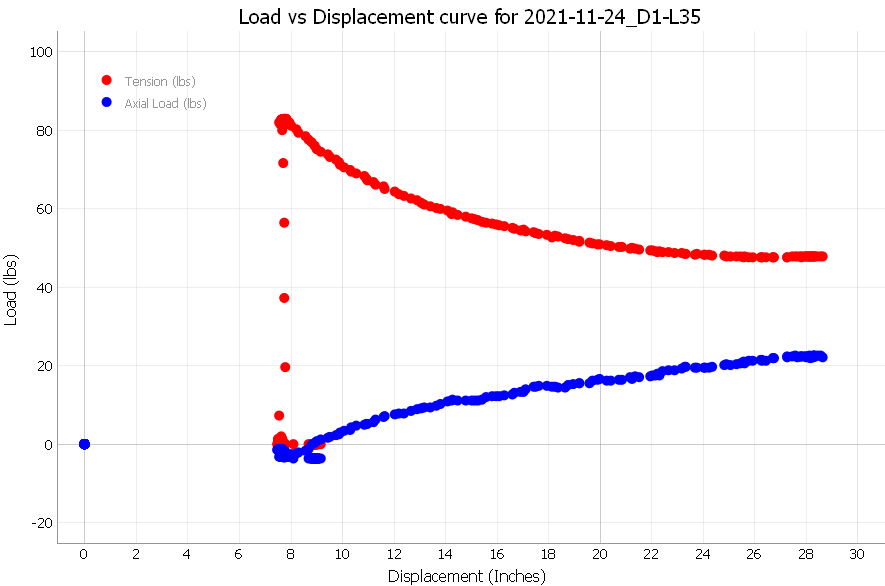 Load vs Displacement curve for 2021-11-24_D1-L35
Tension (lbs)
Axial Load (lbs)
100
80
60
40
20
0
-20
Load (lbs)
0 2 4 6 8 10 12 14 16 18 20 22 24 26 28 30
Displacement (Inches)